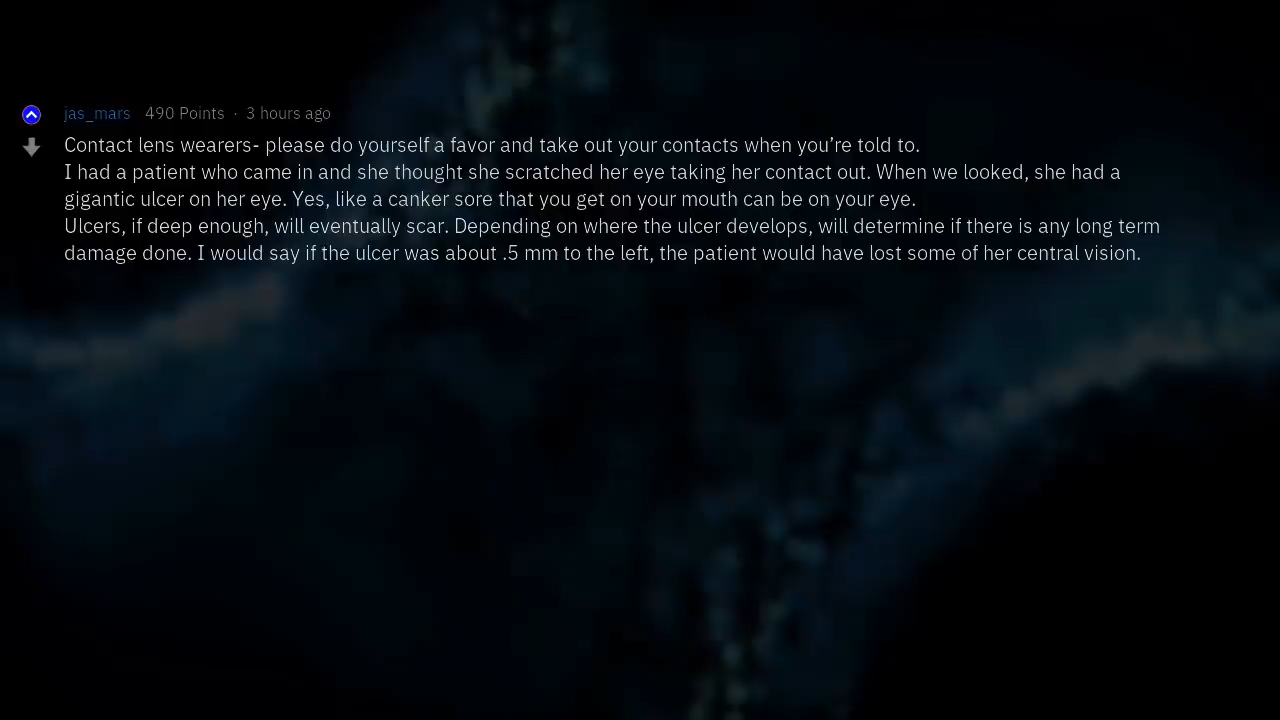 jas_mars 490 Points · 3 hours ago
Contact lens wearers- please do yourself a favor and take out your contacts when you’re told to.
I had a patient who came in and she thought she scratched her eye taking her contact out. When we looked, she had a
gigantic ulcer on her eye. Yes, like a canker sore that you get on your mouth can be on your eye.
Ulcers, if deep enough, will eventually scar. Depending on where the ulcer develops, will determine if there is any long term
damage done. I would say if the ulcer was about .5 mm to the left, the patient would have lost some of her central vision.